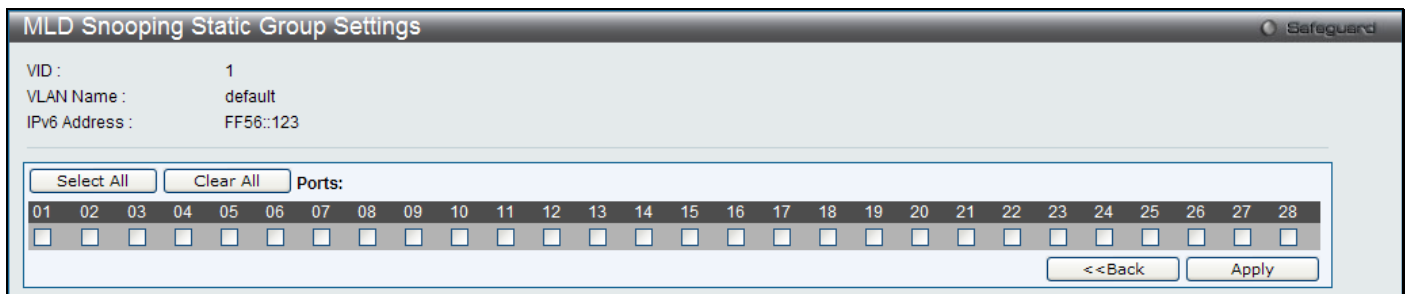 MLD Snooping Static Group Settings Safeguard
VID : 1
VLAN Name : default
IPv6 Address : FF56::123
Select All Clear All Ports:
01 02 03 04 05 06 07 08 09 10 11 12 13 14 15 16 17 18 19 20 21 22 23 24 25 26 27 28
<<Back Apply